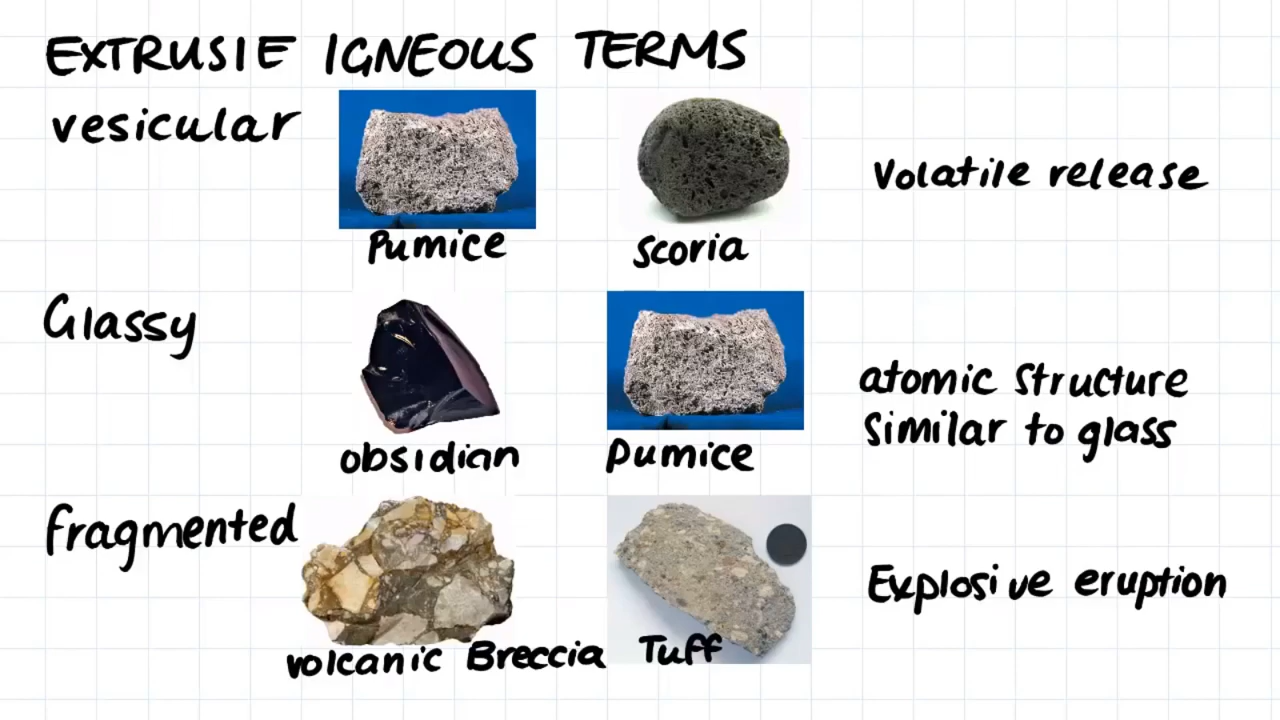 EXTRUSIE IGNEOUS TERMS
vesicular
Pumice
Scoria
Volatile release
Glassy
obsidian
Pumice
atomic structure
Similar to glass
fragmented
volcanic Breccia
Tuff
Explosive eruption